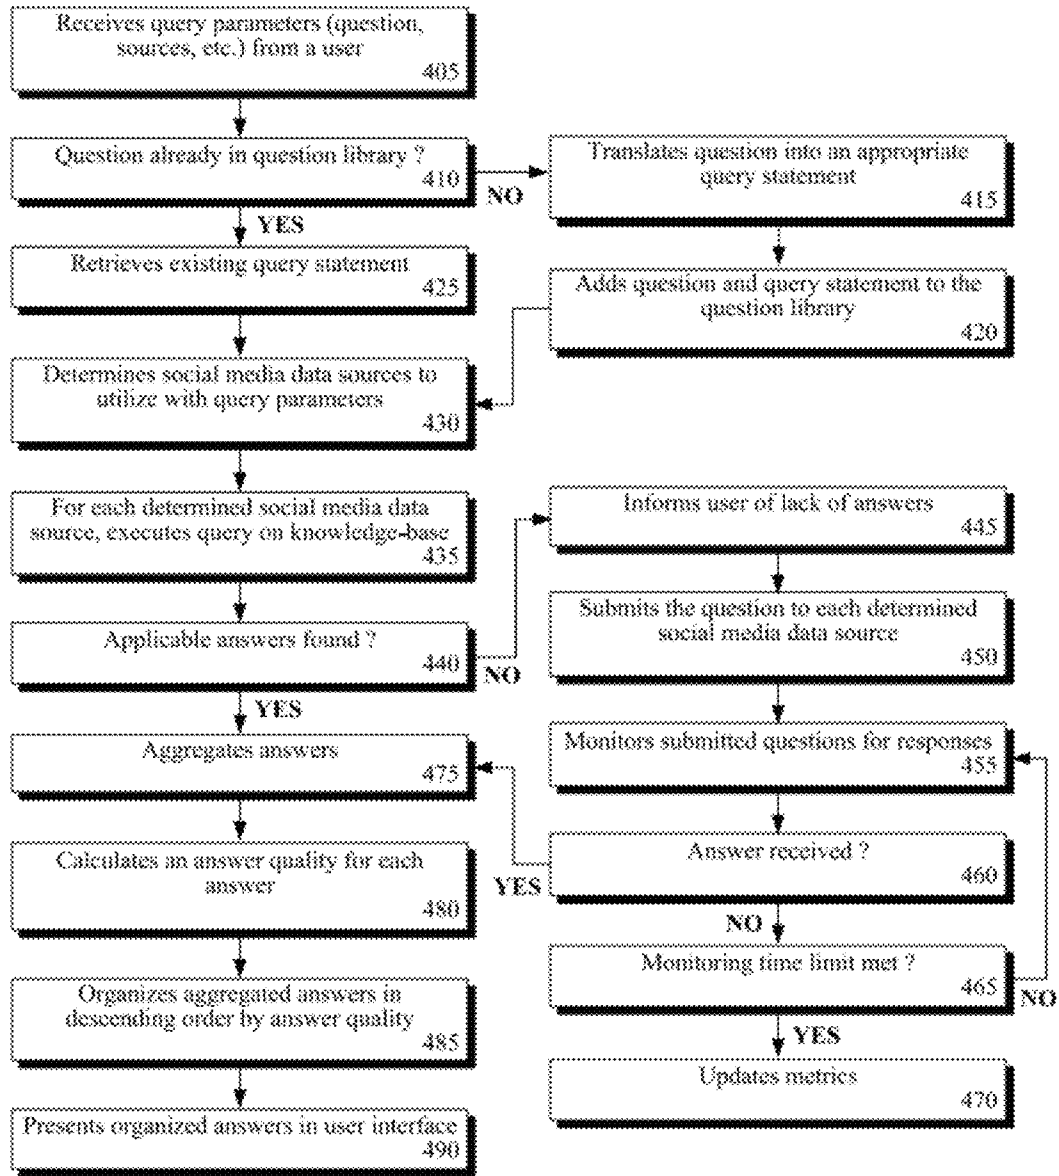 Receives query parameters (question,
sources, etc.) from a user
405
Question already in question library ?
410
NO
YES
Translates question into an appropriate
query statement
415
Retrieves existing query statement
425
Adds question and query statement to the
question library
420
Determines social media data sources to
utilize with query parameters
430
For each determined social media data
source, executes query on knowledge-base
435
Informs user of lack of answers
445
Applicable answers found ?
440
NO
YES
Submits the question to each determined
social media data source
450
Aggregates answers
475
Monitors submitted questions for responses
455
Calculates an answer quality for each
answer
480
Answer received ?
460
YES
NO
Organizes aggregated answers in
descending order by answer quality
485
Monitoring time limit met ?
465
NO
YES
Presents organized answers in user interface
490
Updates metrics
470